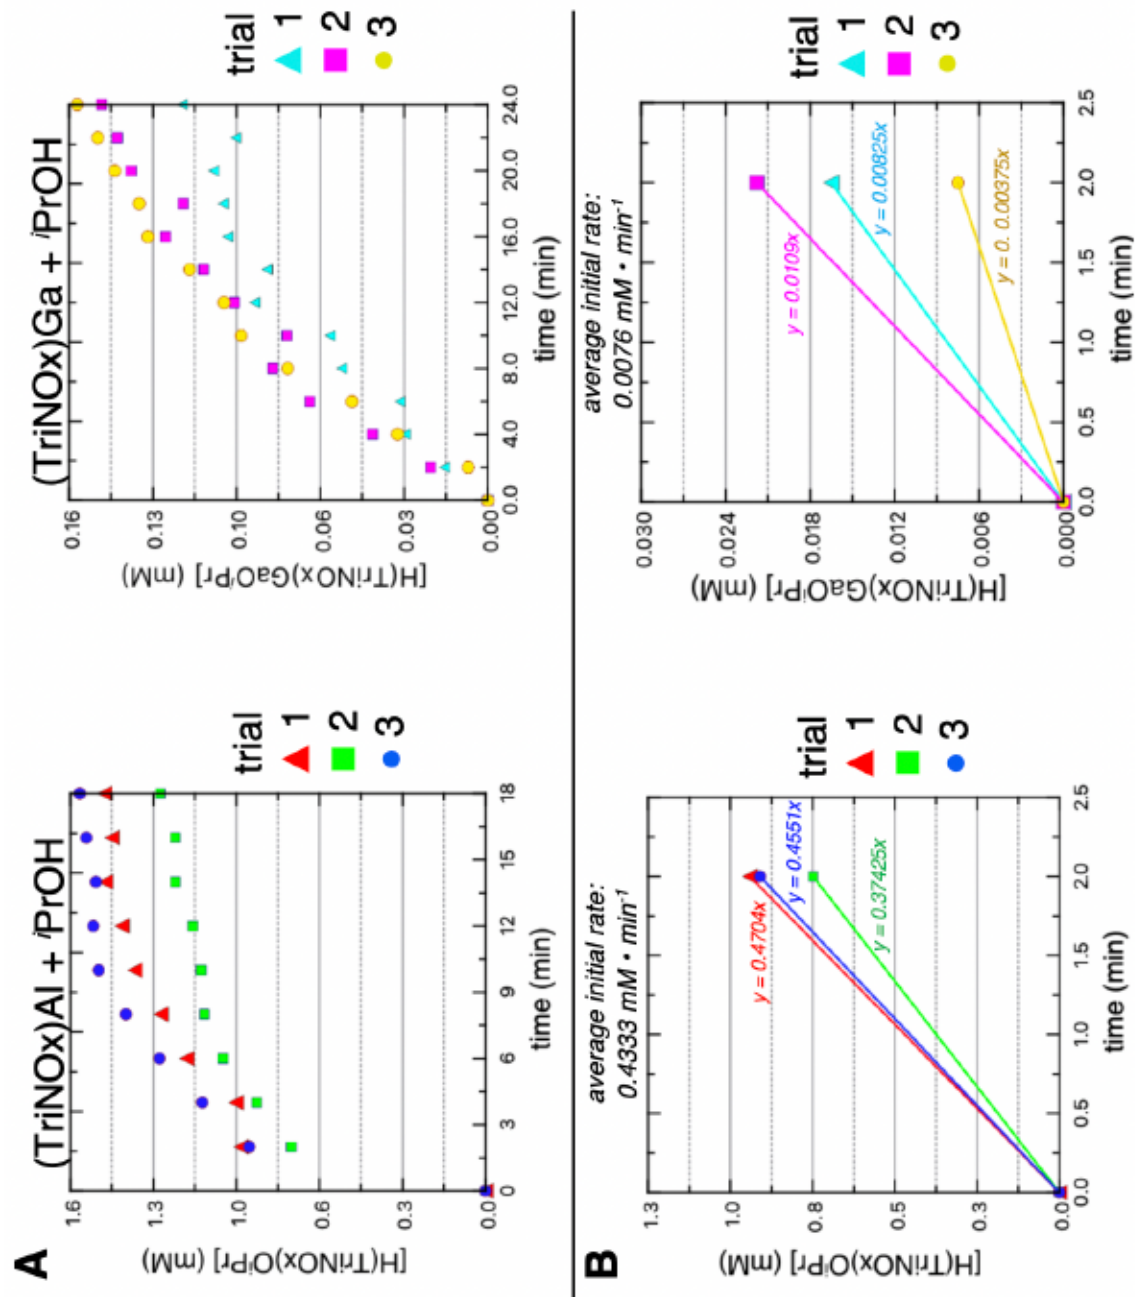 A
(TriNOx)Al + ⁱPrOH
[H(TriNOx)OⁱPr] (mM)
1.6
1.3
1.0
0.6
0.3
0.0
0 3 6 9 12 15 18
time (min)
trial
1
2
3
(TriNOx)Ga + ⁱPrOH
[H(TriNOx)GaOⁱPr] (mM)
0.16
0.13
0.10
0.06
0.03
0.00
0.0 4.0 8.0 12.0 16.0 20.0 24.0
time (min)
trial
1
2
3
B
average initial rate:
0.4333 mM • min⁻¹
[H(TriNOx)OⁱPr] (mM)
1.3
1.0
0.8
0.5
0.3
0.0
y = 0.4704x
y = 0.4551x
y = 0.37425x
0.0 0.5 1.0 1.5 2.0 2.5
time (min)
trial
1
2
3
average initial rate:
0.0076 mM • min⁻¹
[H(TriNOx)GaOⁱPr] (mM)
0.030
0.024
0.018
0.012
0.006
0.000
y = 0.0109x
y = 0.00825x
y = 0. 00375x
0.0 0.5 1.0 1.5 2.0 2.5
time (min)
trial
1
2
3